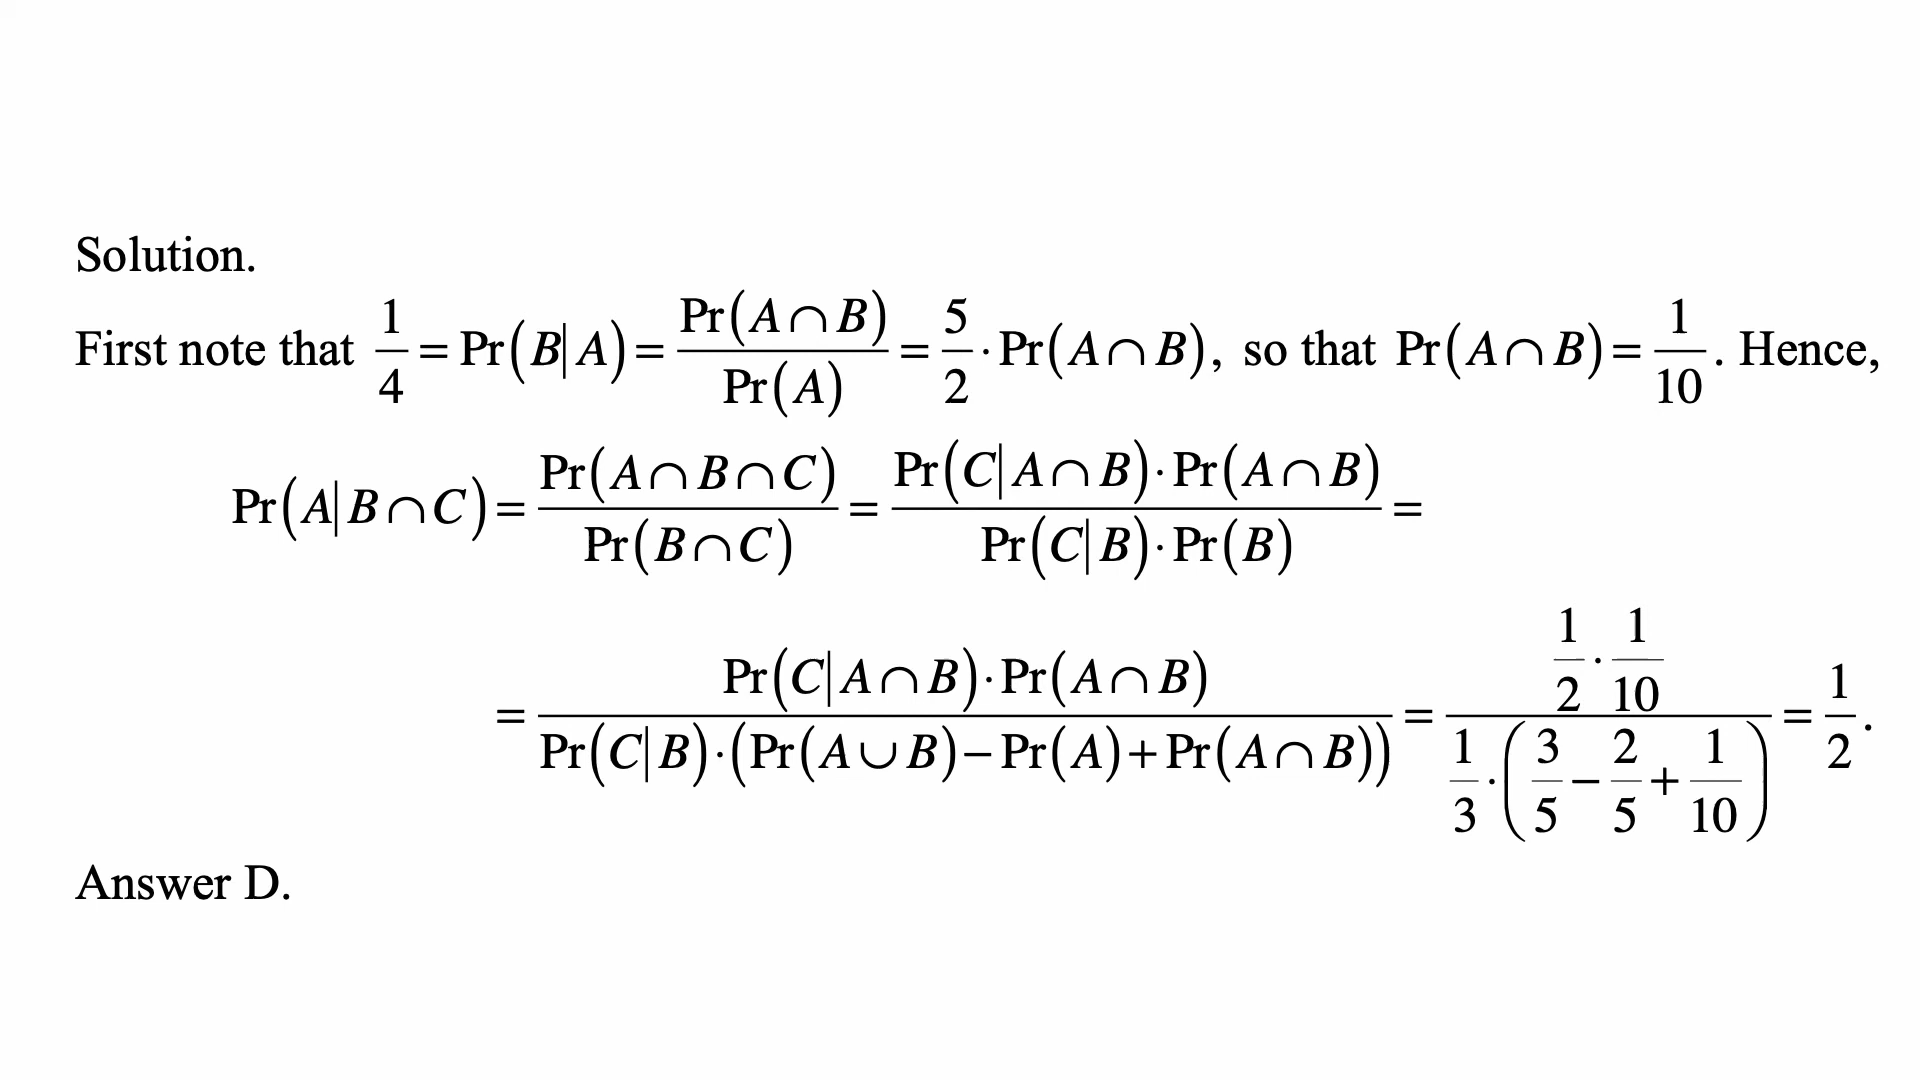 Solution.
First note that 1/4 = Pr(B|A) = Pr(A∩B)/Pr(A) = 5/2 · Pr(A∩B), so that Pr(A∩B) = 1/10. Hence,
Pr(A|B∩C) = Pr(A∩B∩C)/Pr(B∩C) = Pr(C|A∩B)·Pr(A∩B)/Pr(C|B)·Pr(B) =
= Pr(C|A∩B)·Pr(A∩B)/Pr(C|B)·(Pr(A∪B)−Pr(A)+Pr(A∩B)) = 1/2 · 1/10 / 1/3 · (3/5 − 2/5 + 1/10) = 1/2.
Answer D.